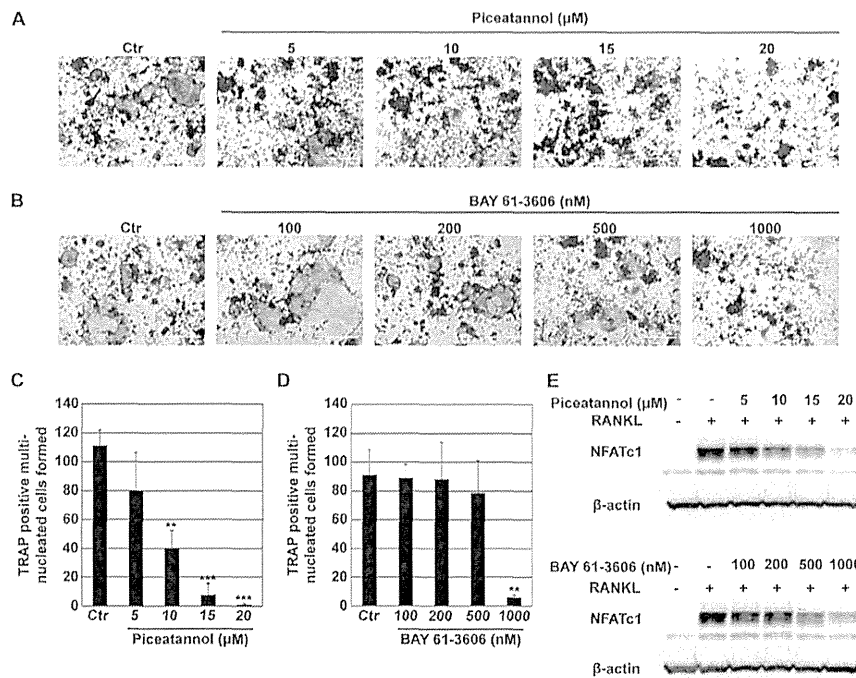 A
Piceatannol (µM)
Ctr 5 10 15 20
B
BAY 61-3606 (nM)
Ctr 100 200 500 1000
C
TRAP positive multi-
nucleated cells formed
140
120
100
80
60
40
20
0
**
***
***
Ctr 5 10 15 20
Piceatannol (µM)
D
TRAP positive multi-
nucleated cells formed
140
120
100
80
60
40
20
0
**
Ctr 100 200 500 1000
BAY 61-3606 (nM)
E
Piceatannol (µM) - - 5 10 15 20
RANKL - + + + + +
NFATc1
β-actin
BAY 61-3606 (nM) - - 100 200 500 1000
RANKL - + + + + +
NFATc1
β-actin